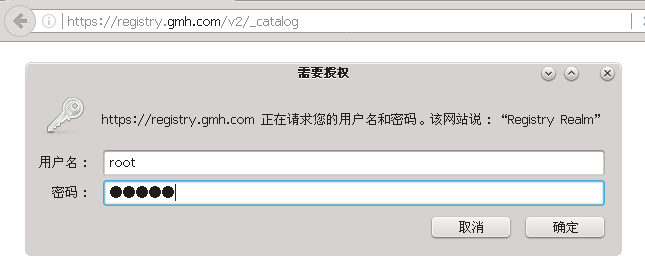 https://registry.gmh.com/v2/_catalog
需要授权
https://registry.gmh.com 正在请求您的用户名和密码。该网站说：“Registry Realm”
用户名： root
密码： ●●●●●
取消 确定